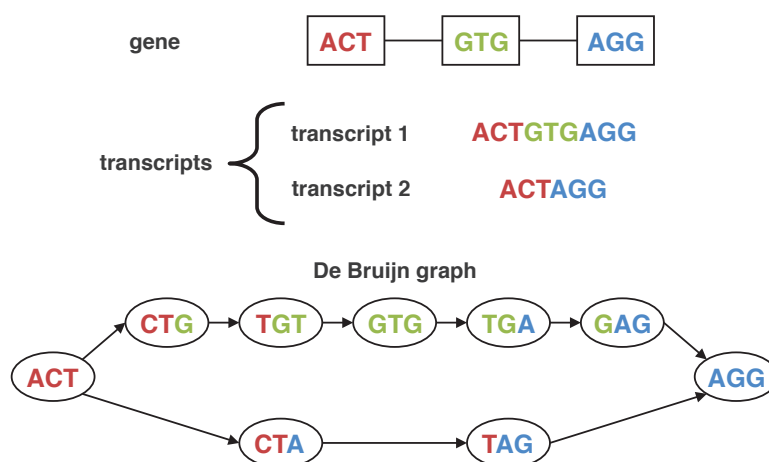 gene ACT GTG AGG
transcript 1 ACTGTGAGG
transcripts
transcript 2 ACTAGG
De Bruijn graph
CTG TGT GTG TGA GAG
ACT AGG
CTA TAG